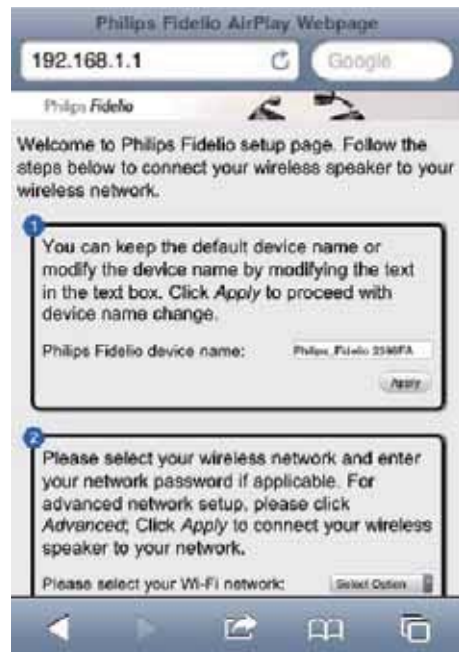 Philips Fidelio AirPlay Webpage
192.168.1.1
Google
Philips Fidelio
Welcome to Philips Fidelio setup page. Follow the
steps below to connect your wireless speaker to your
wireless network.
1
You can keep the default device name or
modify the device name by modifying the text
in the text box. Click Apply to proceed with
device name change.
Philips Fidelio device name:
Philips_Fidelio
Apply
2
Please select your wireless network and enter
your network password if applicable. For
advanced network setup, please click
Advanced; Click Apply to connect your wireless
speaker to your network.
Please select your Wi-Fi network:
Select Option